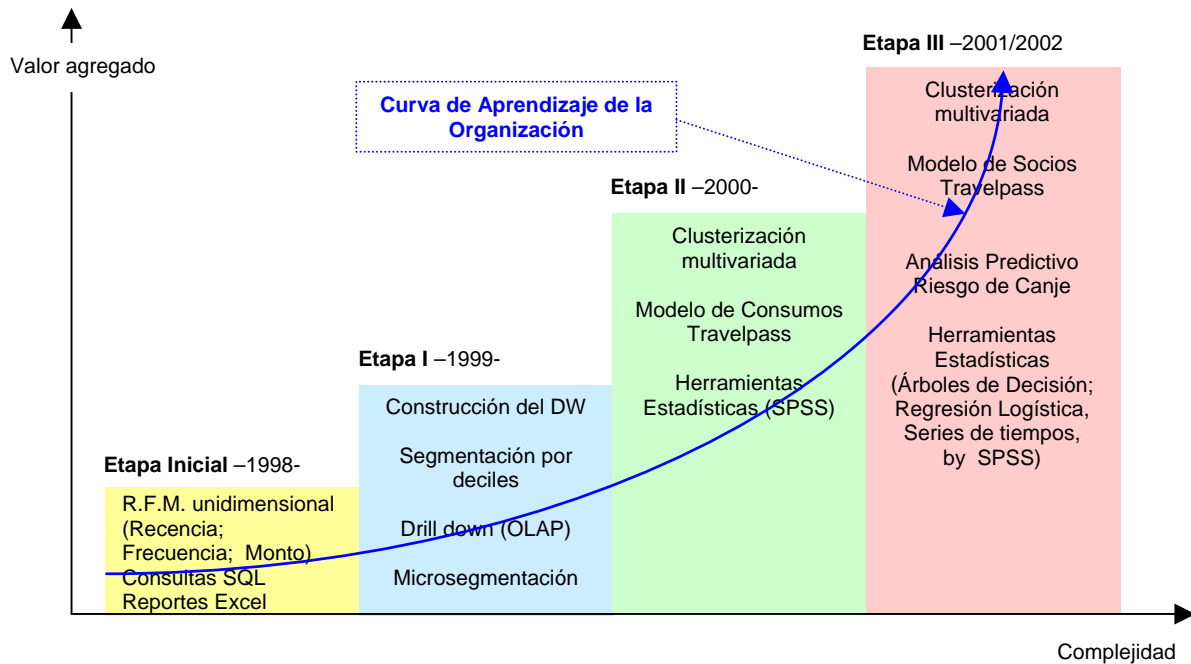 Valor agregado
Etapa III –2001/2002
Clusterización
multivariada
Modelo de Socios
Travelpass
Análisis Predictivo
Riesgo de Canje
Herramientas
Estadísticas
(Árboles de Decisión;
Regresión Logística,
Series de tiempos,
by SPSS)
Curva de Aprendizaje de la
Organización
Etapa II –2000-
Clusterización
multivariada
Modelo de Consumos
Travelpass
Herramientas
Estadísticas (SPSS)
Etapa I –1999-
Construcción del DW
Segmentación por
deciles
Drill down (OLAP)
Microsegmentación
Etapa Inicial –1998-
R.F.M. unidimensional
(Recencia;
Frecuencia; Monto)
Consultas SQL
Reportes Excel
Complejidad